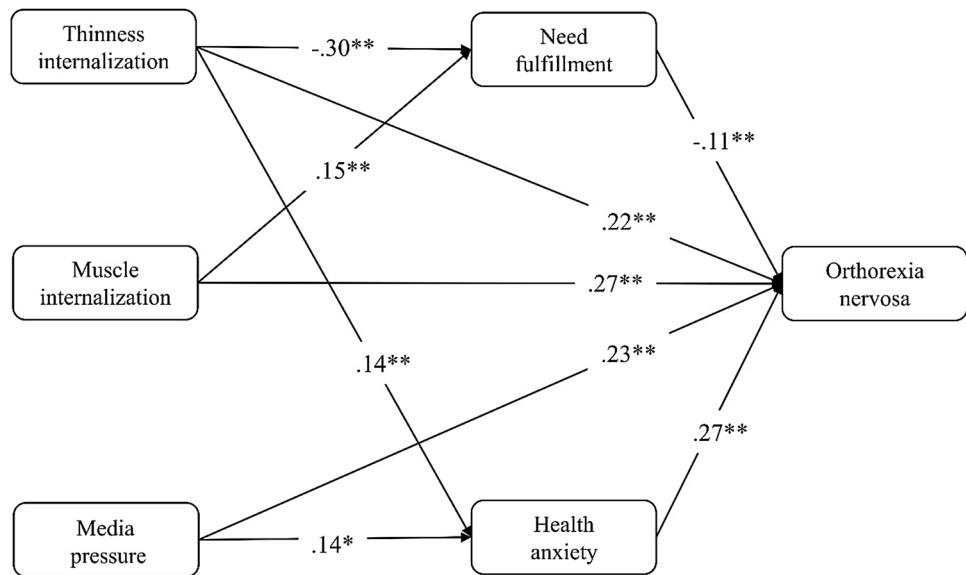 Thinness
internalization
-.30**
Need
fulfillment
-.11**
.15**
.22**
Muscle
internalization
.27**
Orthorexia
nervosa
.14**
.23**
.27**
Media
pressure
.14*
Health
anxiety